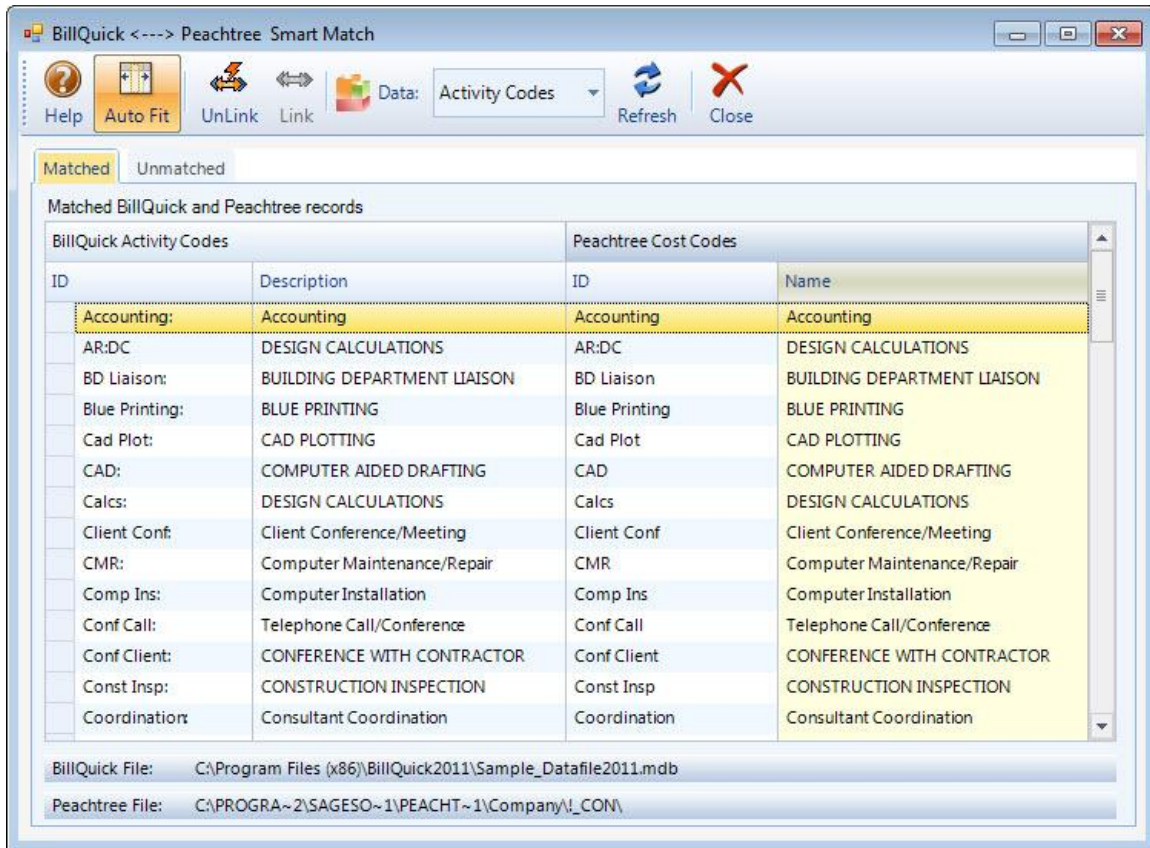 BillQuick <---> Peachtree Smart Match
Help Auto Fit UnLink Link Data: Activity Codes Refresh Close
Matched Unmatched
Matched BillQuick and Peachtree records
BillQuick Activity Codes Peachtree Cost Codes
ID Description ID Name
Accounting: Accounting Accounting Accounting
AR:DC DESIGN CALCULATIONS AR:DC DESIGN CALCULATIONS
BD Liaison: BUILDING DEPARTMENT LIAISON BD Liaison BUILDING DEPARTMENT LIAISON
Blue Printing: BLUE PRINTING Blue Printing BLUE PRINTING
Cad Plot: CAD PLOTTING Cad Plot CAD PLOTTING
CAD: COMPUTER AIDED DRAFTING CAD COMPUTER AIDED DRAFTING
Calcs: DESIGN CALCULATIONS Calcs DESIGN CALCULATIONS
Client Conf: Client Conference/Meeting Client Conf Client Conference/Meeting
CMR: Computer Maintenance/Repair CMR Computer Maintenance/Repair
Comp Ins: Computer Installation Comp Ins Computer Installation
Conf Call: Telephone Call/Conference Conf Call Telephone Call/Conference
Conf Client: CONFERENCE WITH CONTRACTOR Conf Client CONFERENCE WITH CONTRACTOR
Const Insp: CONSTRUCTION INSPECTION Const Insp CONSTRUCTION INSPECTION
Coordination: Consultant Coordination Coordination Consultant Coordination
BillQuick File: C:\Program Files (x86)\BillQuick2011\Sample_Datafile2011.mdb
Peachtree File: C:\PROGRA~2\SAGESO~1\PEACHT~1\Company\!_CON\